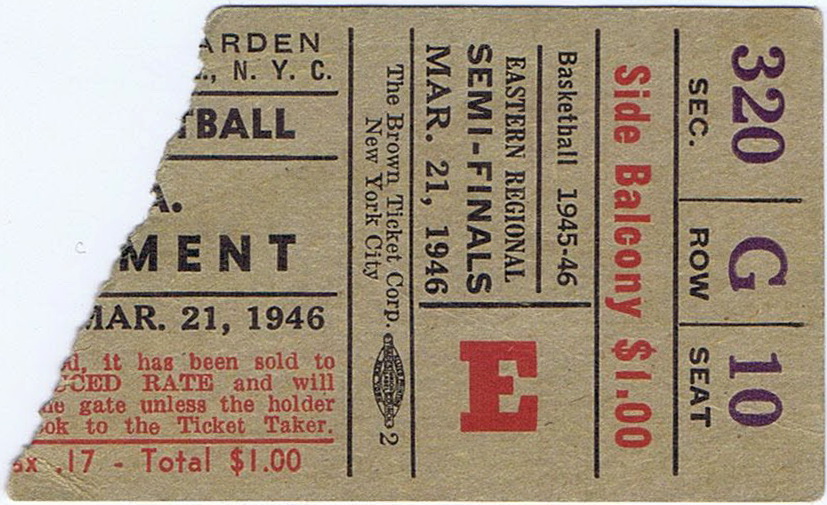 ARDEN
., N. Y. C.
TBALL
A.
MENT
MAR. 21, 1946
it has been sold to
CED RATE and will
gate unless the holder
ok to the Ticket Taker.
x .17 - Total $1.00
The Brown Ticket Corp.
New York City
2
Basketball 1945-46
EASTERN REGIONAL
SEMI-FINALS
MAR. 21, 1946
E
Side Balcony $1.00
320 G 10
SEC. ROW SEAT